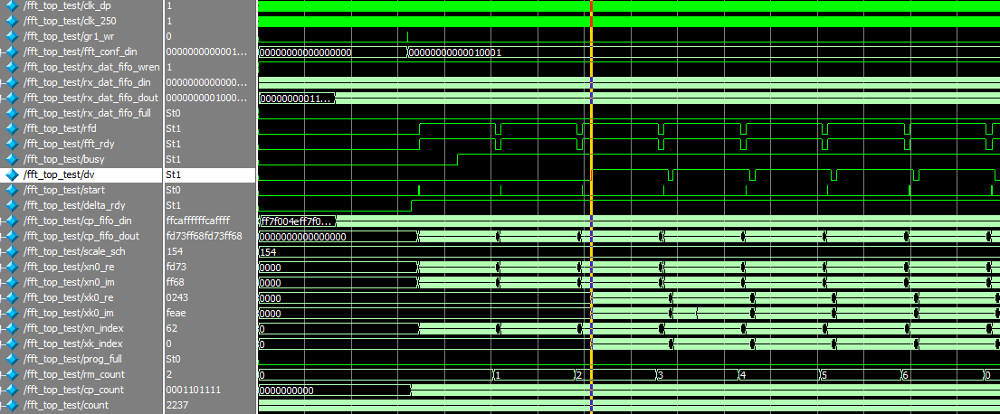 /fft_top_test/clk_dp 1
/fft_top_test/clk_250 1
/fft_top_test/gr1_wr 0
/fft_top_test/fft_conf_din 0000000000001... 00000000000000000 00000000000010001
/fft_top_test/rx_dat_fifo_wren 1
/fft_top_test/rx_dat_fifo_din 000000000000...
/fft_top_test/rx_dat_fifo_dout 0000000001000... 00000000011...
/fft_top_test/rx_dat_fifo_full St0
/fft_top_test/rfd St1
/fft_top_test/fft_rdy St1
/fft_top_test/busy St1
/fft_top_test/dv St1
/fft_top_test/start St0
/fft_top_test/delta_rdy St1
/fft_top_test/cp_fifo_din ffcaffffffcaffff ff7f004eff7f0...
/fft_top_test/cp_fifo_dout fd73ff68fd73ff68 0000000000000000
/fft_top_test/scale_sch 154 154
/fft_top_test/xn0_re fd73 0000
/fft_top_test/xn0_im ff68 0000
/fft_top_test/xk0_re 0243 0000
/fft_top_test/xk0_im feae 0000
/fft_top_test/xn_index 62 0
/fft_top_test/xk_index 0 0
/fft_top_test/prog_full St0
/fft_top_test/rm_count 2 0 1 2 3 4 5 6 0
/fft_top_test/cp_count 0001101111 0000000000
/fft_top_test/count 2237